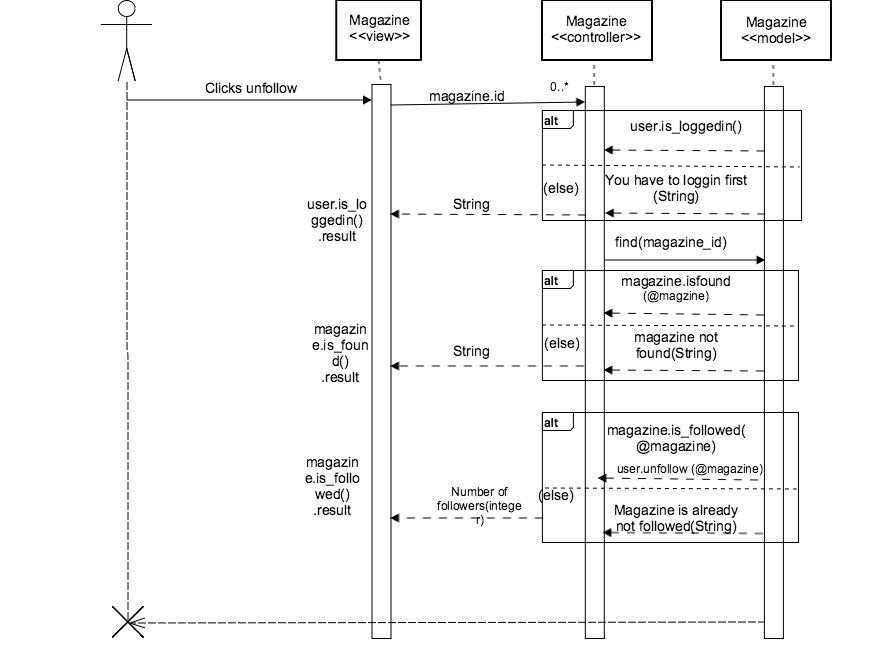 Magazine
<<view>>
Magazine
<<controller>>
Magazine
<<model>>
Clicks unfollow
magazine.id
0..*
alt
user.is_loggedin()
(else)
You have to loggin first
(String)
String
user.is_lo
ggedin()
.result
find(magazine_id)
alt
magazine.isfound
(@magzine)
(else)
magazine not
found(String)
String
magazin
e.is_foun
d()
.result
alt
magazine.is_followed(
@magazine)
user.unfollow (@magazine)
(else)
Magazine is already
not followed(String)
Number of
followers(intege
r)
magazin
e.is_follo
wed()
.result